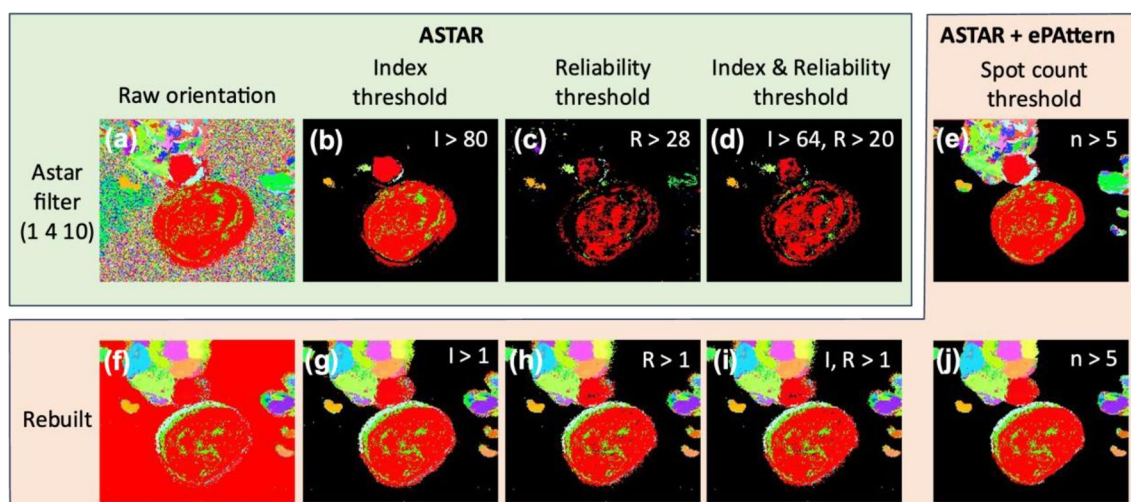 ASTAR
ASTAR + ePAttern
Raw orientation
Index
threshold
Reliability
threshold
Index & Reliability
threshold
Spot count
threshold
Astar
filter
(1 4 10)
(a)
(b) I > 80
(c) R > 28
(d) I > 64, R > 20
(e) n > 5
Rebuilt
(f)
(g) I > 1
(h) R > 1
(i) I, R > 1
(j) n > 5